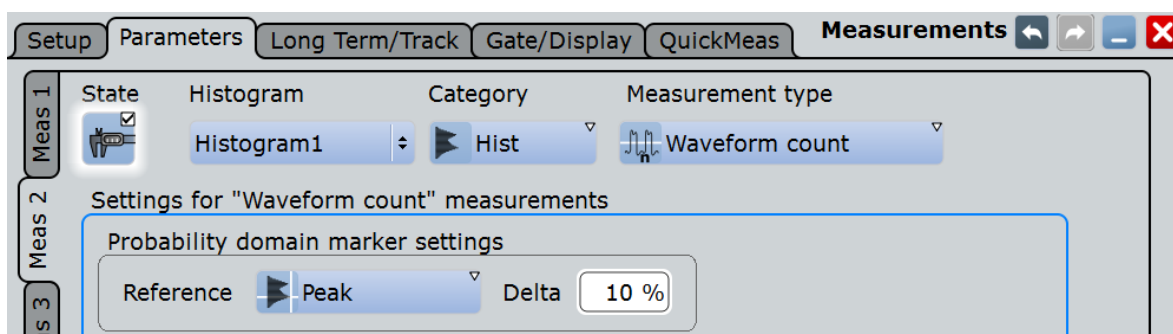 Setup Parameters Long Term/Track Gate/Display QuickMeas Measurements
Meas 1
State Histogram Category Measurement type
Histogram1 Hist n Waveform count
Meas 2
Settings for "Waveform count" measurements
Probability domain marker settings
Reference Peak Delta 10 %
s 3